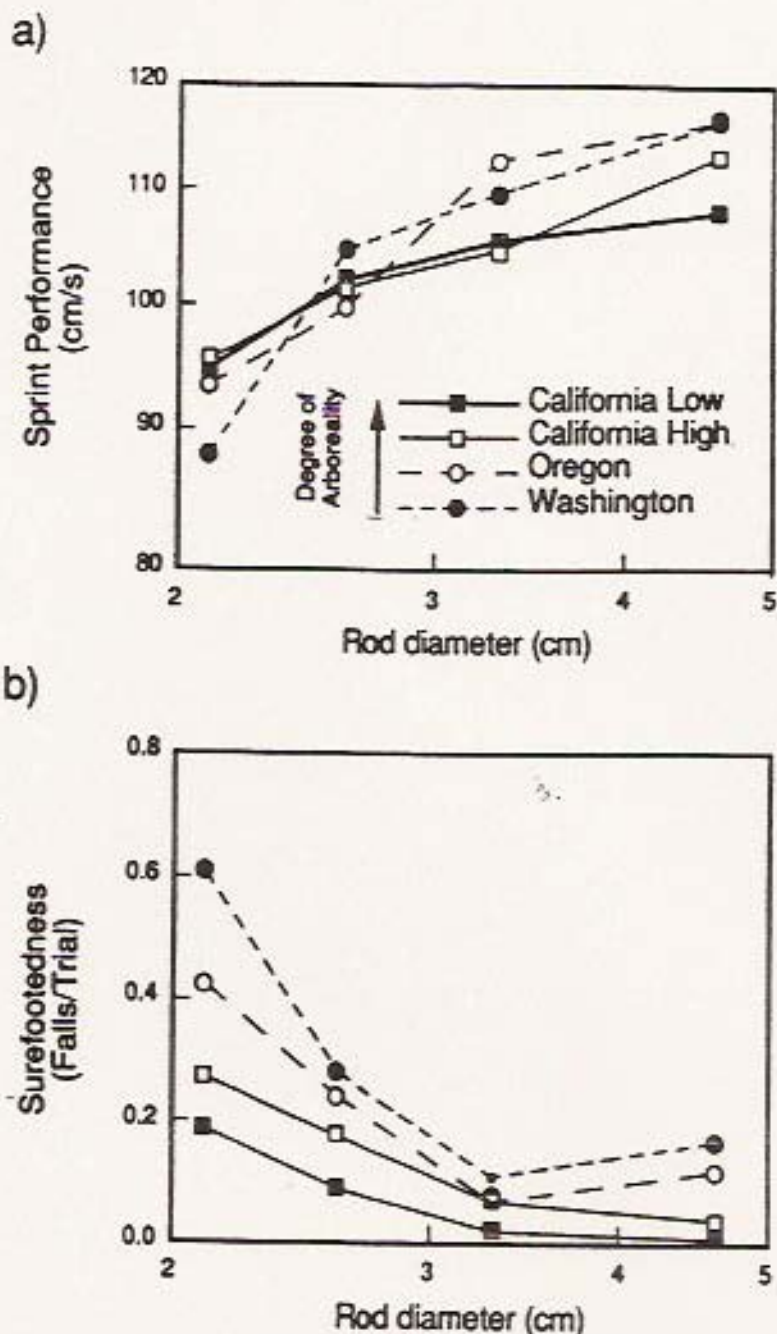 a)
120
110
100
90
80
Sprint Performance
(cm/s)
Degree of
Arboreality
California Low
California High
Oregon
Washington
2 3 4 5
Rod diameter (cm)
b)
0.8
0.6
0.4
0.2
0.0
Surefootedness
(Falls/Trial)
2 3 4 5
Rod diameter (cm)